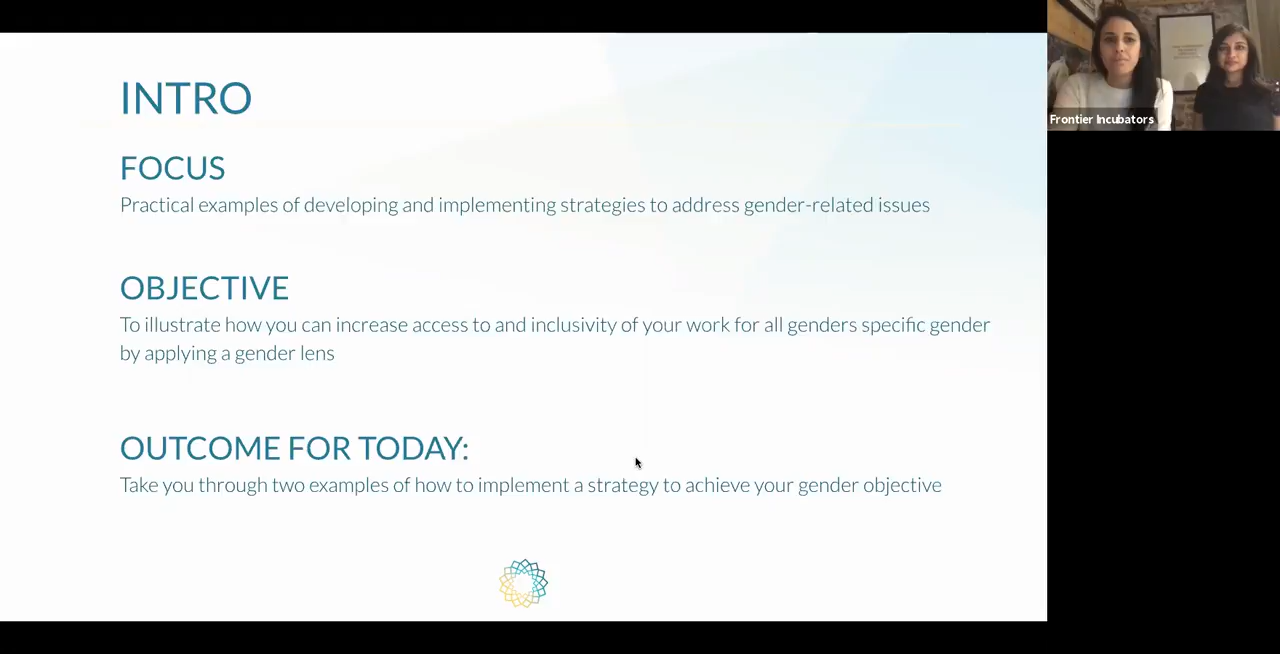 INTRO
FOCUS
Practical examples of developing and implementing strategies to address gender-related issues
OBJECTIVE
To illustrate how you can increase access to and inclusivity of your work for all genders specific gender
by applying a gender lens
OUTCOME FOR TODAY:
Take you through two examples of how to implement a strategy to achieve your gender objective
Frontier Incubators